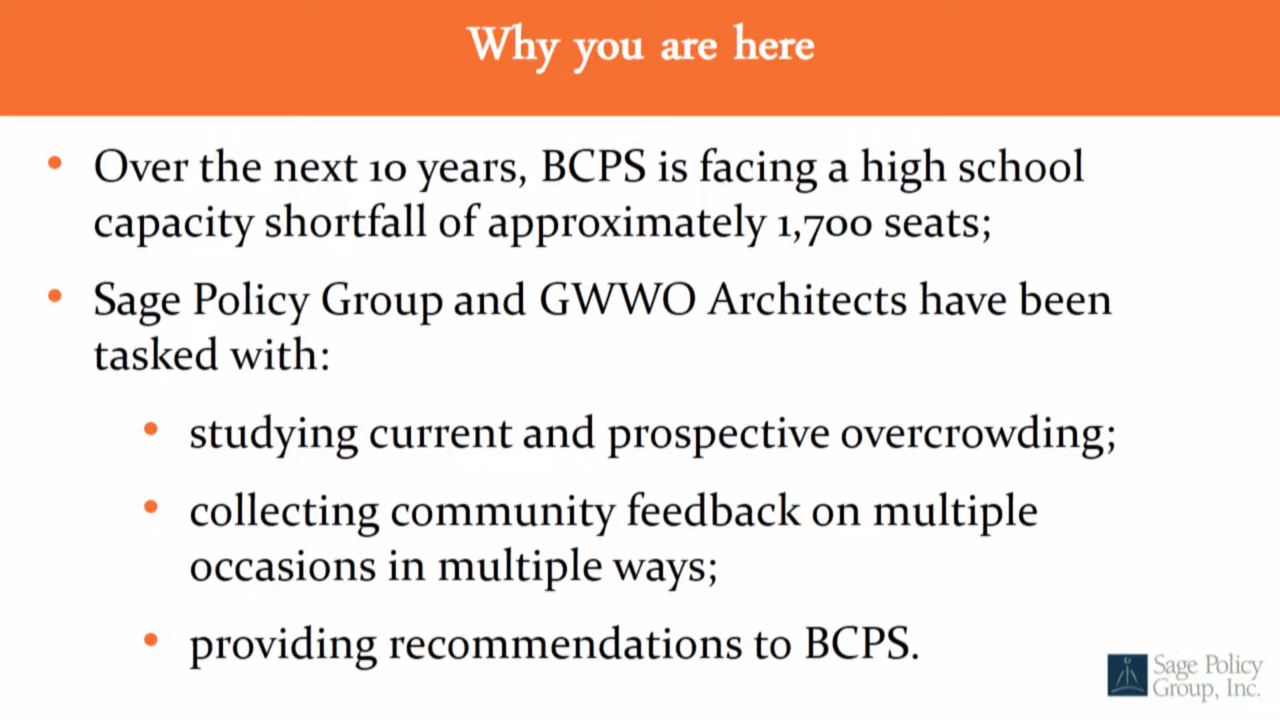 Why you are here
• Over the next 10 years, BCPS is facing a high school
capacity shortfall of approximately 1,700 seats;
• Sage Policy Group and GWWO Architects have been
tasked with:
• studying current and prospective overcrowding;
• collecting community feedback on multiple
occasions in multiple ways;
• providing recommendations to BCPS.
Sage Policy
Group, Inc.